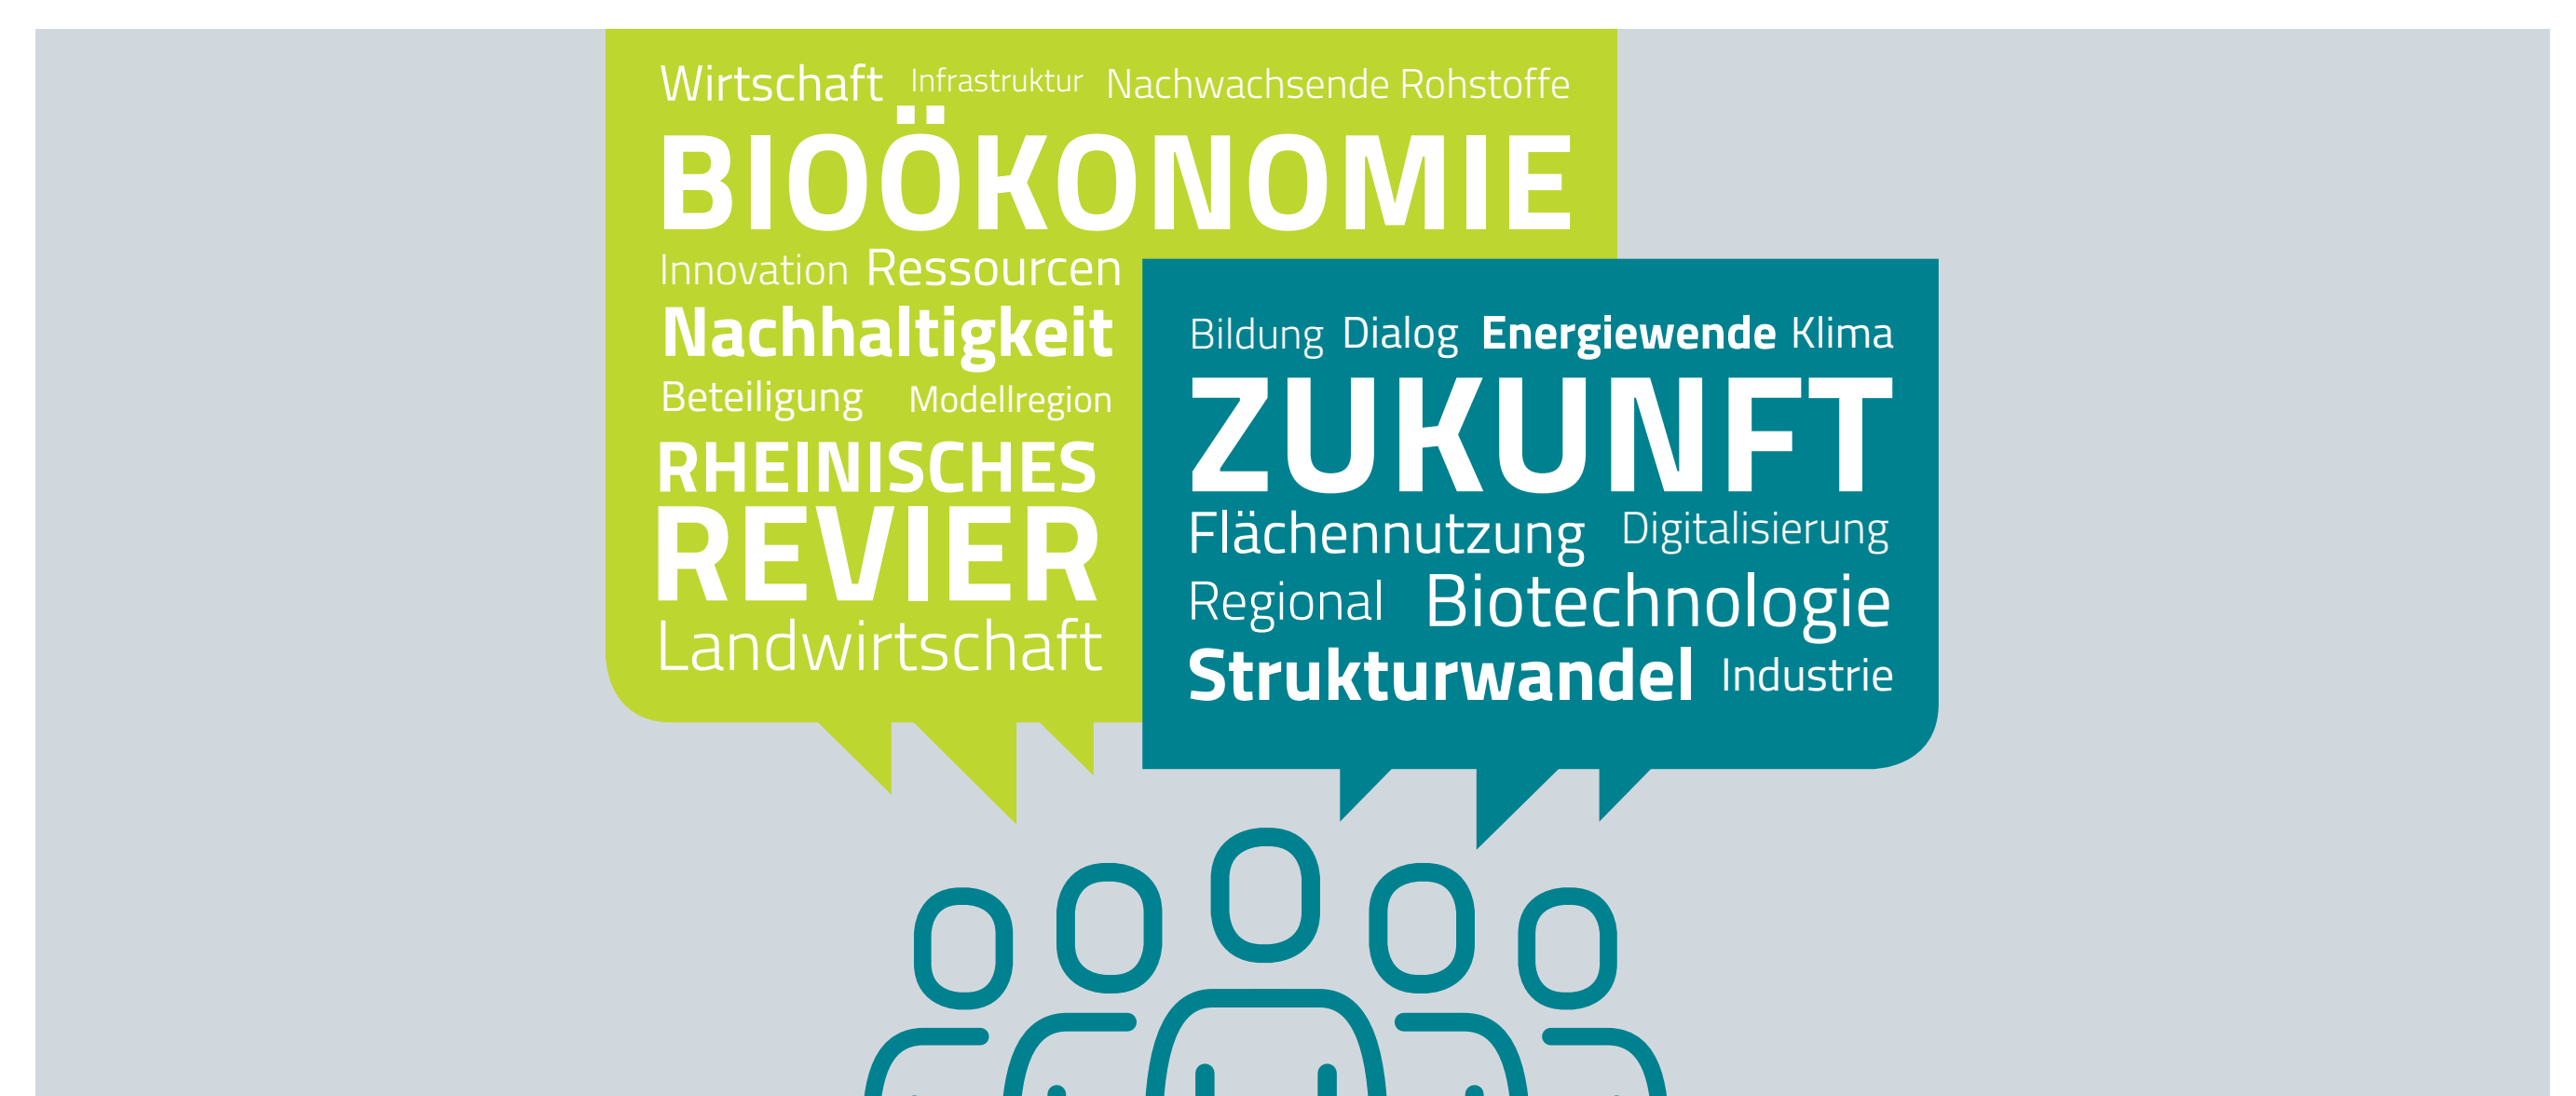 Wirtschaft Infrastruktur Nachwachsende Rohstoffe
BIOÖKONOMIE
Innovation Ressourcen
Nachhaltigkeit
Beteiligung Modellregion
RHEINISCHES
REVIER
Landwirtschaft
Bildung Dialog Energiewende Klima
ZUKUNFT
Flächennutzung Digitalisierung
Regional Biotechnologie
Strukturwandel Industrie